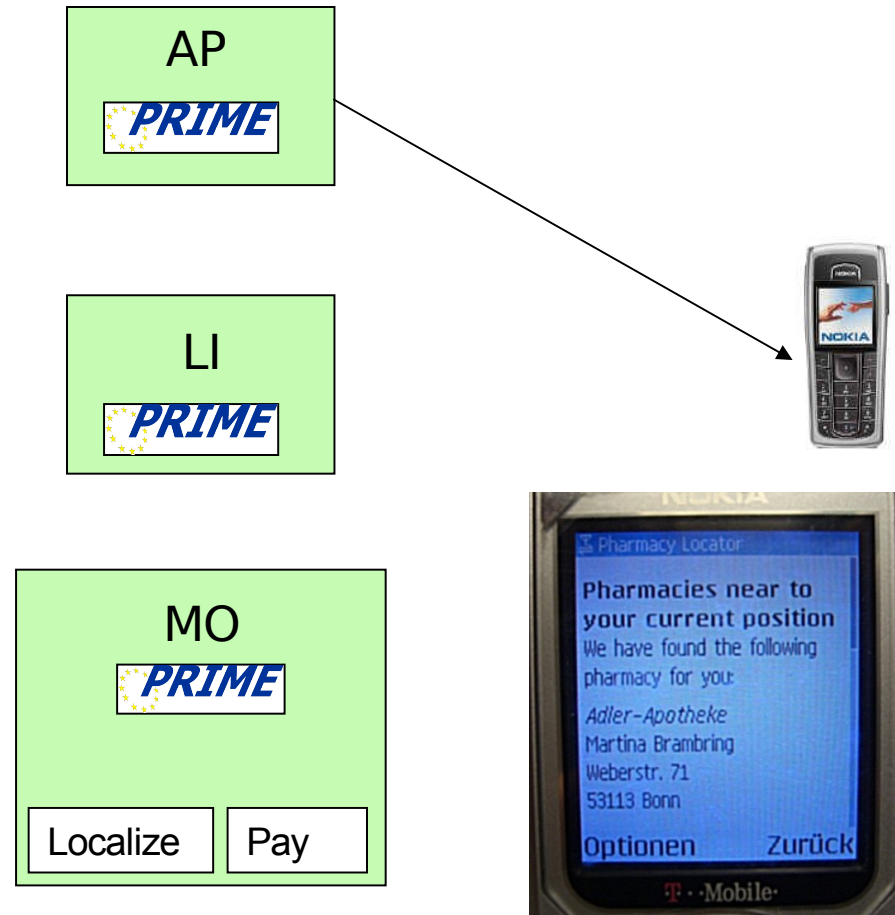 AP
PRIME
LI
PRIME
NOKIA
MO
PRIME
Localize
Pay
NOKIA
Pharmacy Locator
Pharmacies near to
your current position
We have found the following
pharmacy for you:
Adler-Apotheke
Martina Brambring
Weberstr. 71
53113 Bonn
Optionen
Zurück
T··Mobile·